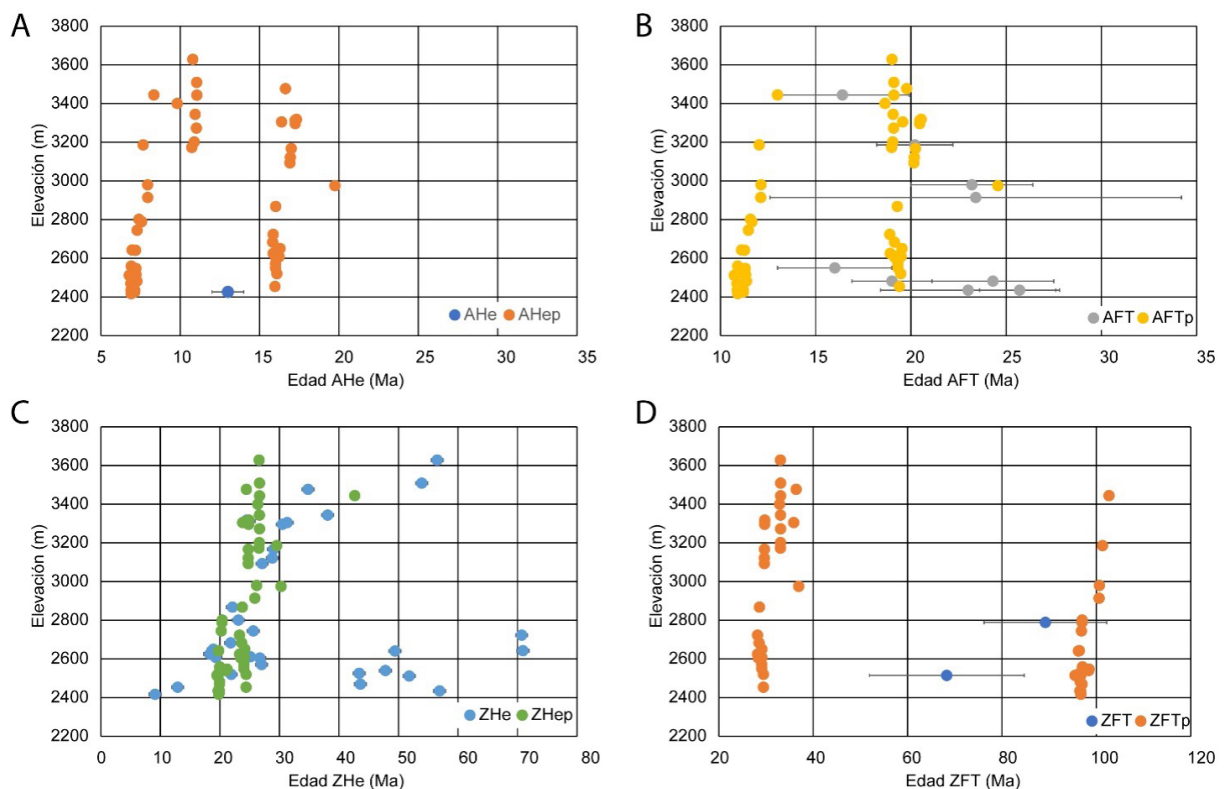 A
3800
3600
3400
3200
3000
2800
2600
2400
2200
Elevación (m)
5 10 15 20 25 30 35
Edad AHe (Ma)
AHe AHep
B
3800
3600
3400
3200
3000
2800
2600
2400
2200
Elevación (m)
10 15 20 25 30 35
Edad AFT (Ma)
AFT AFTp
C
3800
3600
3400
3200
3000
2800
2600
2400
2200
Elevación (m)
0 10 20 30 40 50 60 70 80
Edad ZHe (Ma)
ZHe ZHep
D
3800
3600
3400
3200
3000
2800
2600
2400
2200
Elevación (m)
20 40 60 80 100 120
Edad ZFT (Ma)
ZFT ZFTp